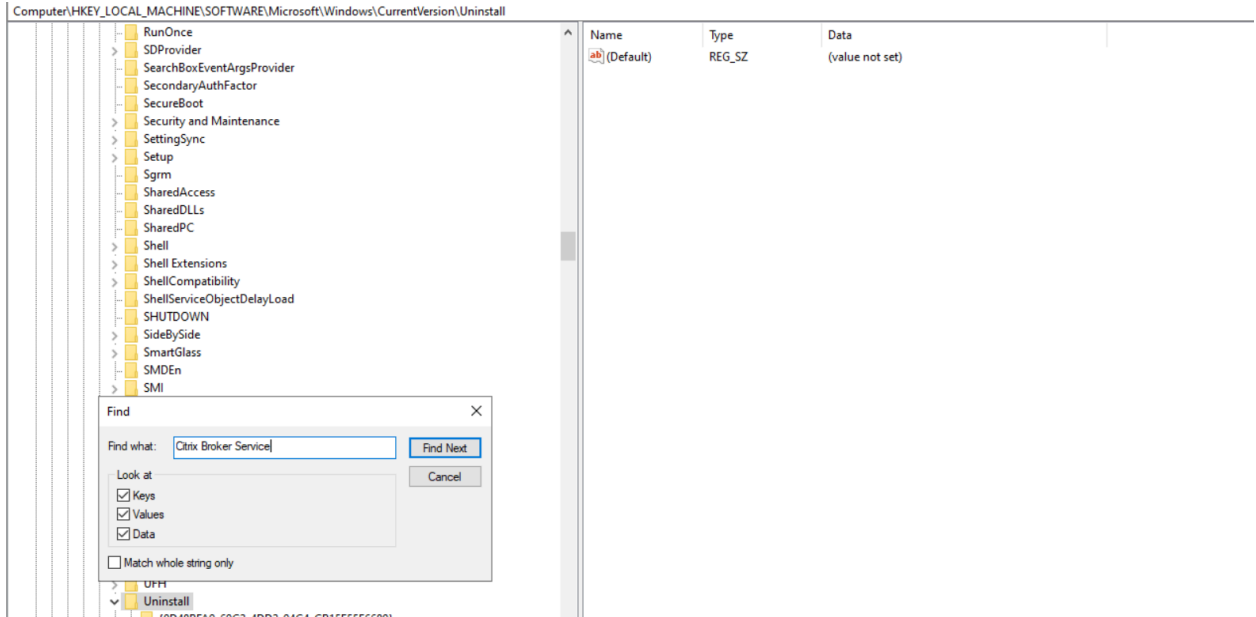 Computer\HKEY_LOCAL_MACHINE\SOFTWARE\Microsoft\Windows\CurrentVersion\Uninstall
RunOnce
SDProvider
SearchBoxEventArgsProvider
SecondaryAuthFactor
SecureBoot
Security and Maintenance
SettingSync
Setup
Sgrm
SharedAccess
SharedDLLs
SharedPC
Shell
Shell Extensions
ShellCompatibility
ShellServiceObjectDelayLoad
SHUTDOWN
SideBySide
SmartGlass
SMDEn
SMI
Find
Find what: Citrix Broker Service Find Next
Look at Cancel
Keys
Values
Data
Match whole string only
UFH
Uninstall
Name Type Data
ab (Default) REG_SZ (value not set)